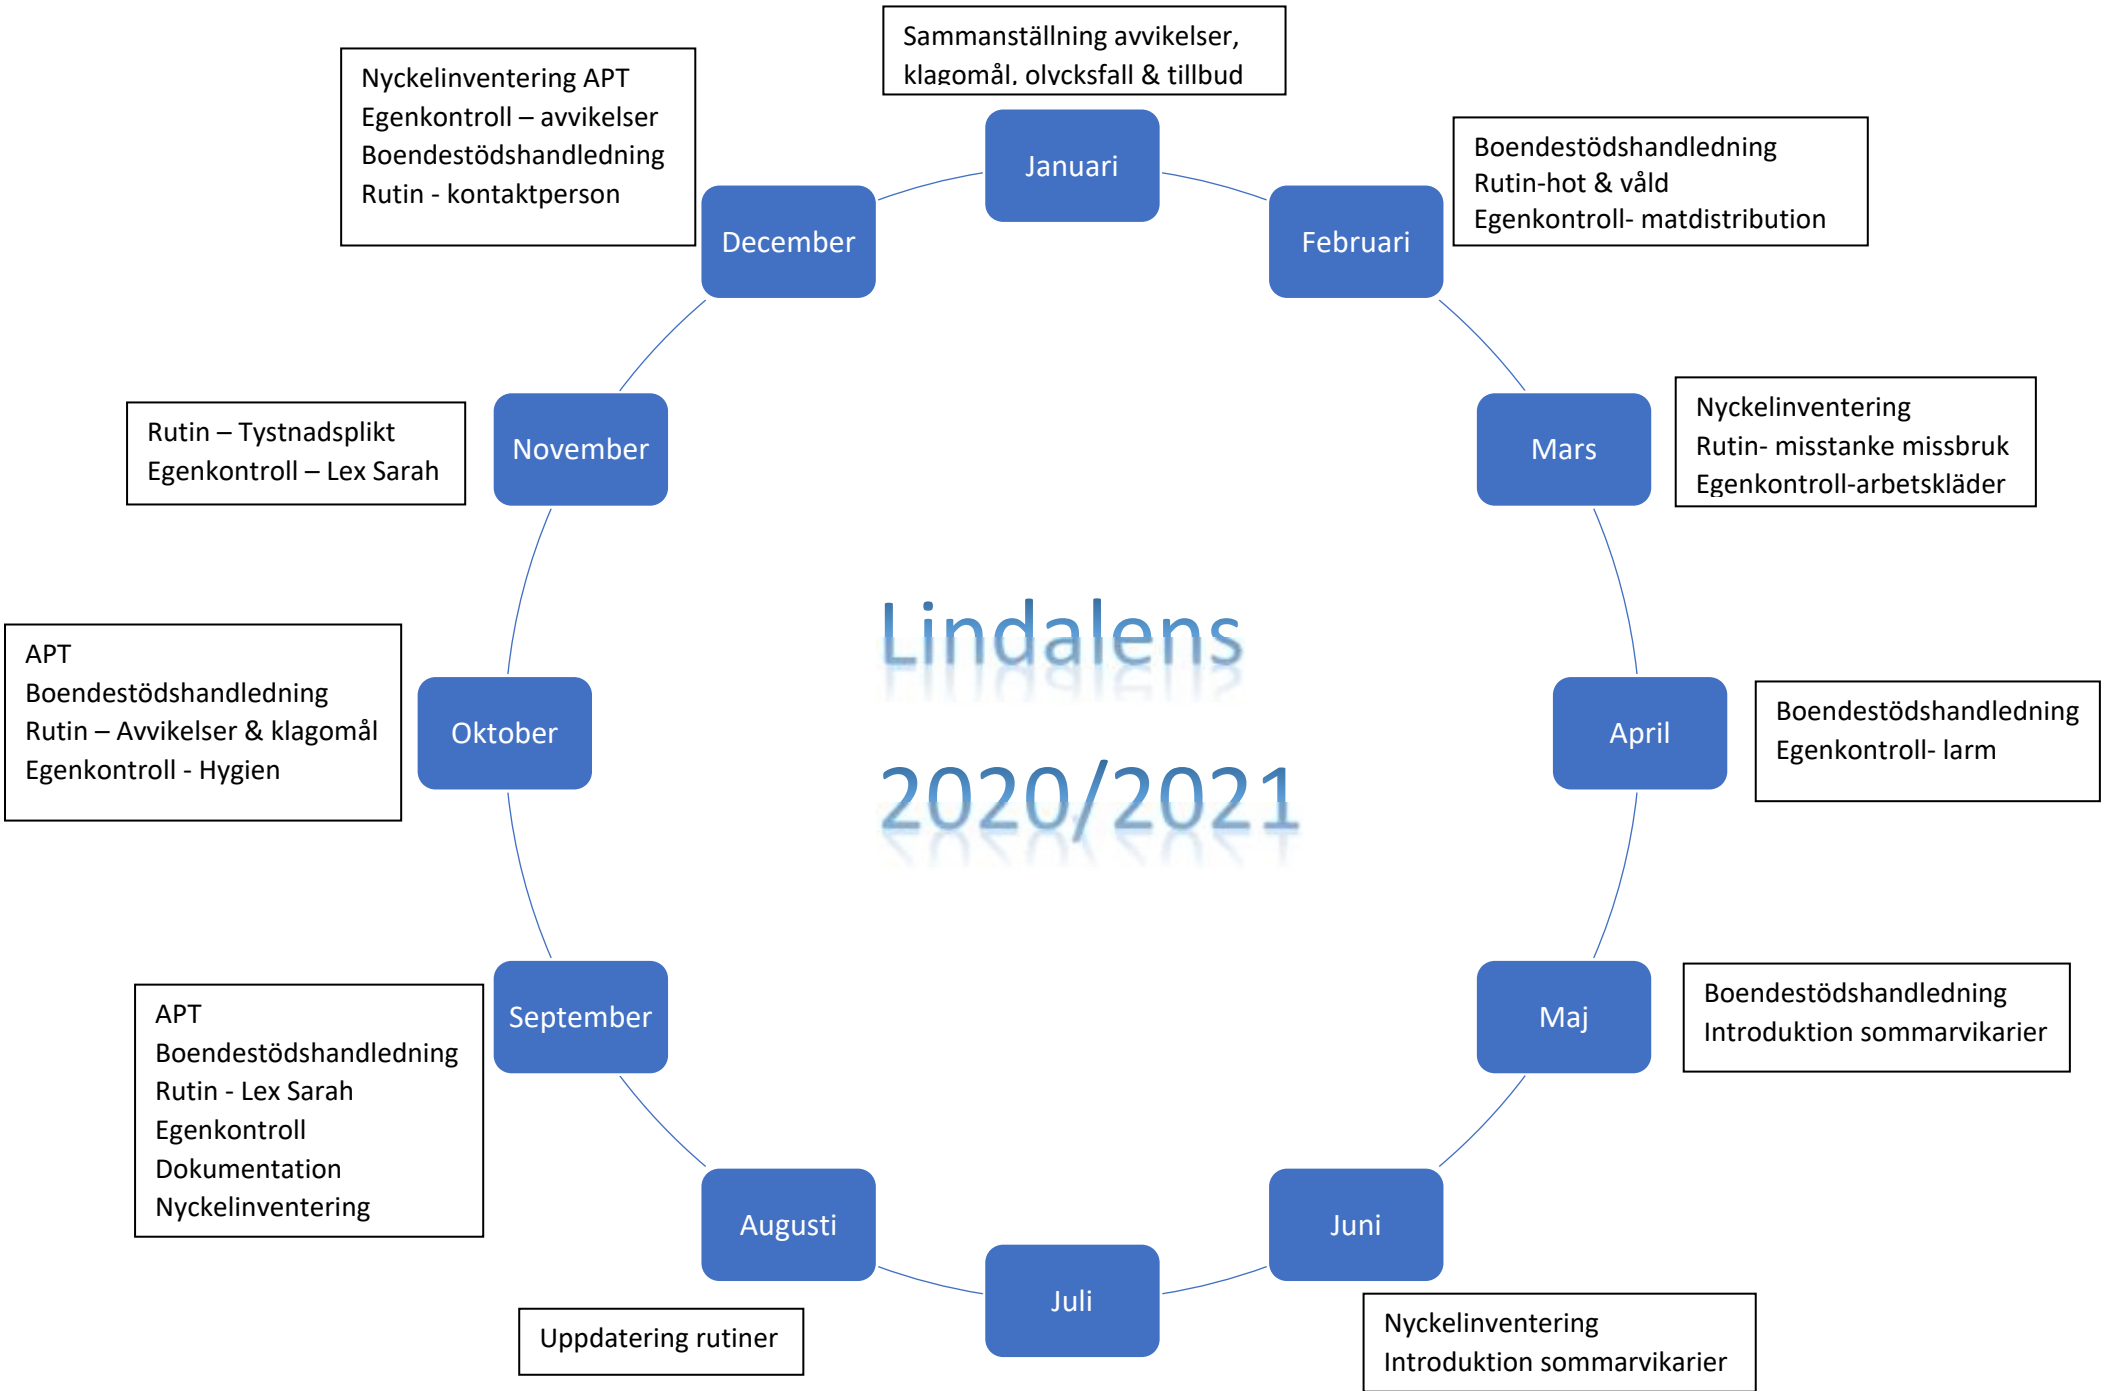 Sammanställning avvikelser,
klagomål, olycksfall & tillbud
Januari
Boendestödshandledning
Rutin-hot & våld
Egenkontroll- matdistribution
Februari
Nyckelinventering
Rutin- misstanke missbruk
Egenkontroll-arbetskläder
Mars
Boendestödshandledning
Egenkontroll- larm
April
Boendestödshandledning
Introduktion sommarvikarier
Maj
Nyckelinventering
Introduktion sommarvikarier
Juni
Juli
Uppdatering rutiner
Augusti
APT
Boendestödshandledning
Rutin - Lex Sarah
Egenkontroll
Dokumentation
Nyckelinventering
September
APT
Boendestödshandledning
Rutin – Avvikelser & klagomål
Egenkontroll - Hygien
Oktober
Rutin – Tystnadsplikt
Egenkontroll – Lex Sarah
November
Nyckelinventering APT
Egenkontroll – avvikelser
Boendestödshandledning
Rutin - kontaktperson
December
Lindalens
2020/2021